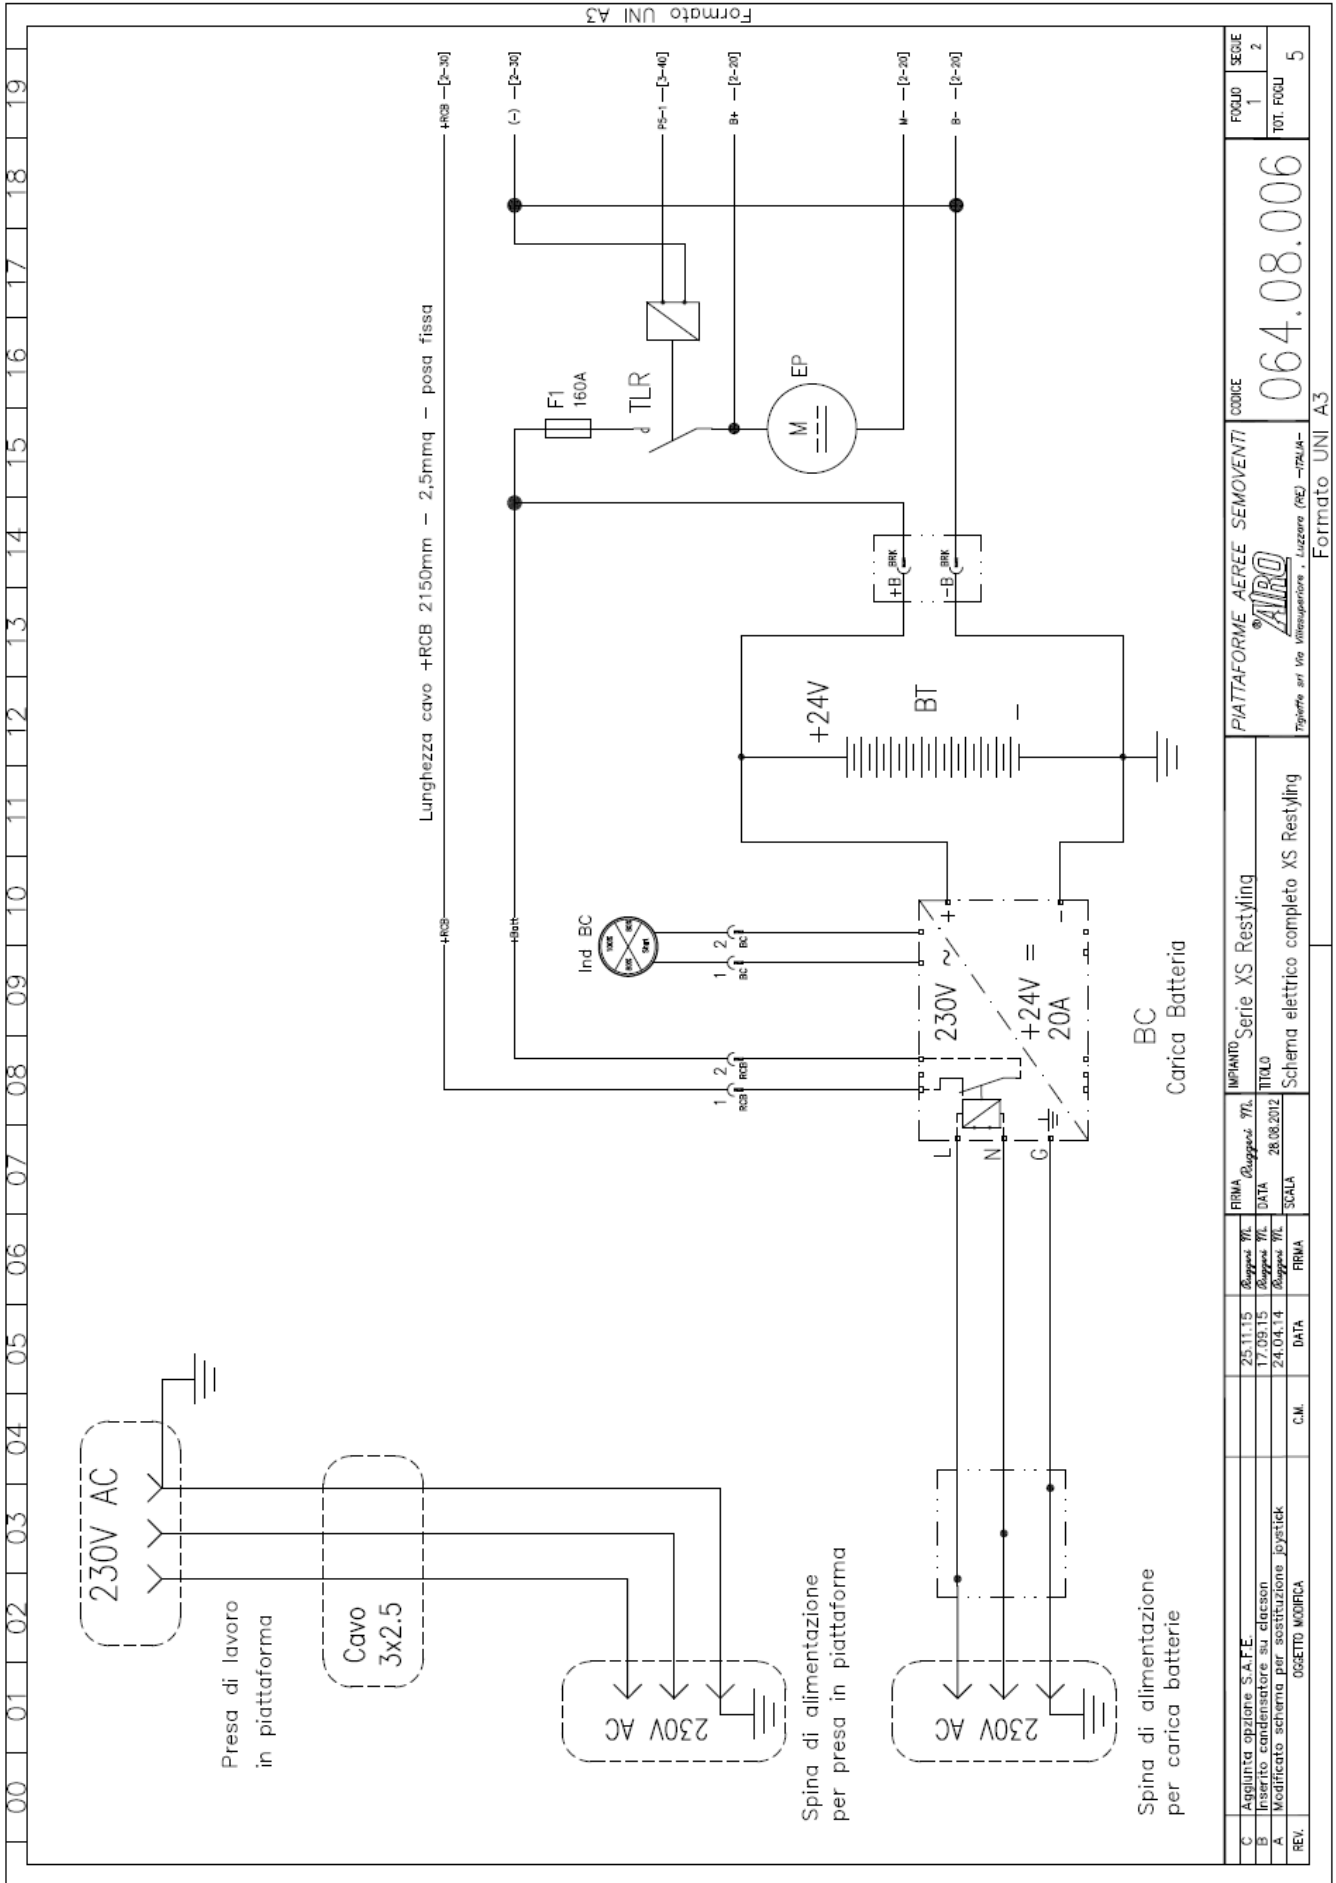 Formato UNI A3
00 01 02 03 04 05 06 07 08 09 10 11 12 13 14 15 16 17 18 19
230V AC
Presa di lavoro
in piattaforma
Cavo
3x2.5
230V AC
Spina di alimentazione
per presa in piattaforma
230V AC
Spina di alimentazione
per carica batterie
Lunghezza cavo +RCB 2150mm - 2,5mmq - posa fissa
+RCB
+RCB —[2-30]
+Batt
(-) —[2-30]
P5-1 —[3-40]
B+ —[2-20]
M- —[2-20]
B- —[2-20]
F1
160A
TLR
M
EP
Ind BC
100%
80%
Start
1 2
RCB RCB
1 2
BC BC
L
N
G
230V ~
+
+24V =
20A
-
BC
Carica Batteria
+24V
BT
-
+B BRK
-B BRK
C Aggiunta opzione S.A.F.E. 25.11.15 Ruggeri M.
B Inserito condensatore su clacson 17.09.15 Ruggeri M.
A Modificato schema per sostituzione joystick 24.04.14 Ruggeri M.
REV. OGGETTO MODIFICA C.M. DATA FIRMA
FIRMA Ruggeri M.
DATA 28.08.2012
SCALA
IMPIANTO Serie XS Restyling
TITOLO
Schema elettrico completo XS Restyling
PIATTAFORME AEREE SEMOVENTI
AIRO®
Tigieffe srl Via Villasuperiore , Luzzara (RE) -ITALIA-
CODICE
064.08.006
FOGLIO 1
SEGUE 2
TOT. FOGLI 5
Formato UNI A3